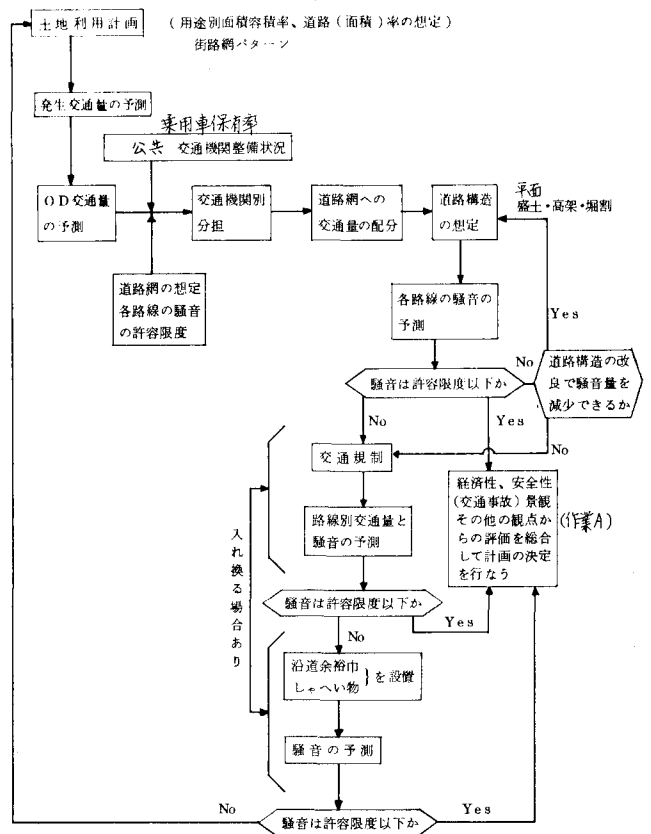 土地利用計画
(用途別面積容積率、道路(面積)率の想定)
街路網パターン
発生交通量の予測
乗用車保有率
公共 交通機関整備状況
OD交通量
の予測
交通機関別
分担
道路網への
交通量の配分
道路構造
の想定
平面
盛土・高架・堀割
道路網の想定
各路線の騒音
の許容限度
各路線の騒音の
予測
Yes
騒音は許容限度以下か
No
道路構造の改
良で騒音量を
減少できるか
No
Yes
No
交通規制
経済性、安全性
(交通事故)景観
その他の観点か
らの評価を総合
して計画の決定
を行なう
(作業A)
路線別交通量と
騒音の予測
入れ換る場合あり
騒音は許容限度以下か
Yes
No
沿道余裕巾
しゃへい物
}を設置
騒音の予測
No
騒音は許容限度以下か
Yes